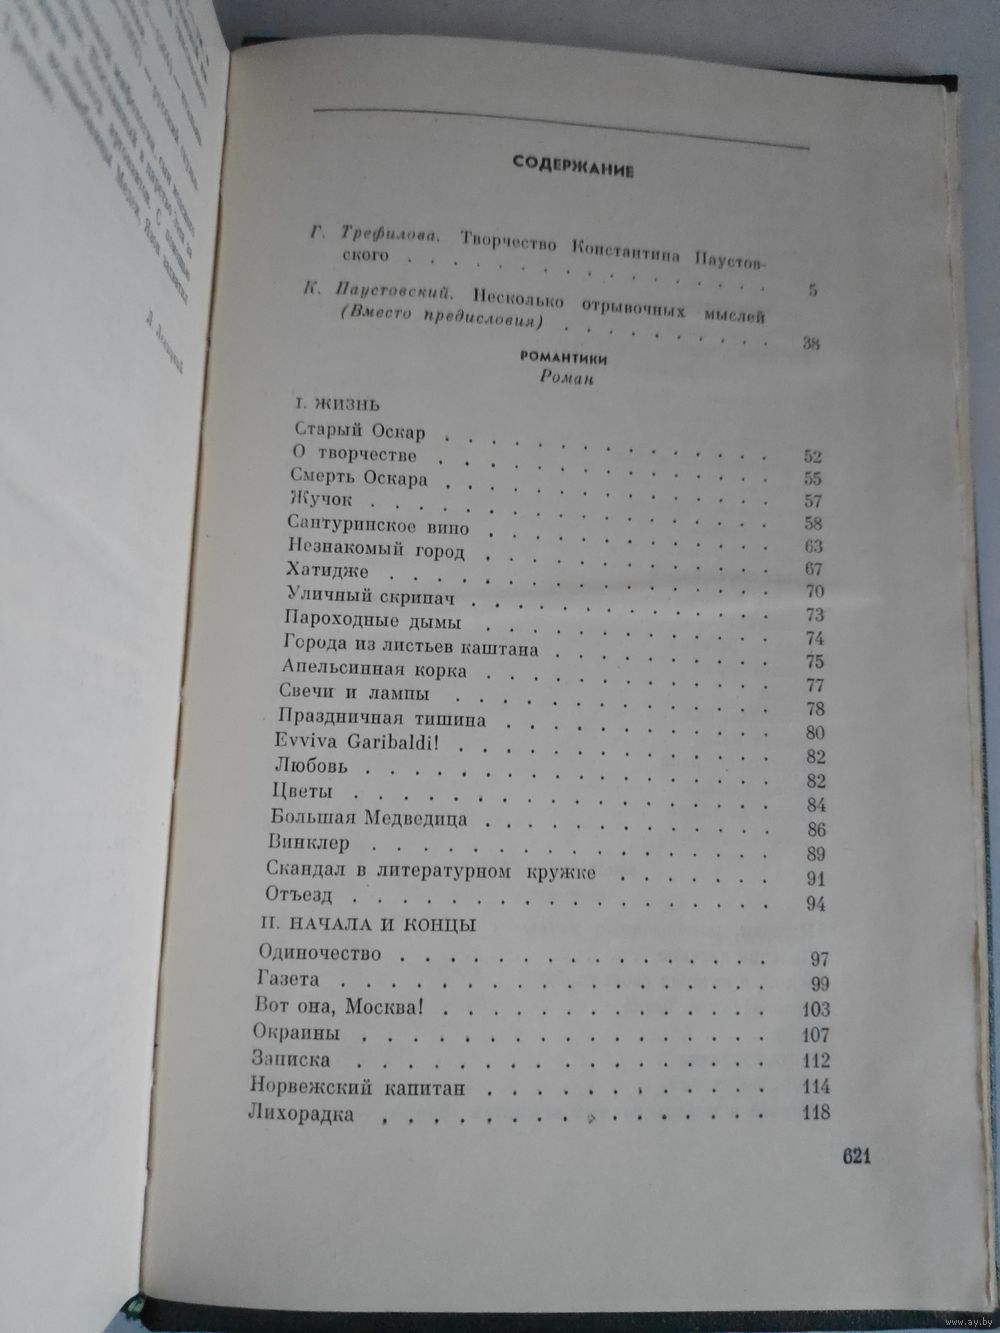 СОДЕРЖАНИЕ
Г. Трефилова. Творчество Константина Паустов-
ского . . . . . . . . . . . . . . . 5
К. Паустовский. Несколько отрывочных мыслей
(Вместо предисловия) . . . . . . . . . 38
РОМАНТИКИ
Роман
I. ЖИЗНЬ
Старый Оскар . . . . . . . . . . . . . 52
О творчестве . . . . . . . . . . . . . 55
Смерть Оскара . . . . . . . . . . . . . 57
Жучок . . . . . . . . . . . . . . . . 58
Сантуринское вино . . . . . . . . . . . 63
Незнакомый город . . . . . . . . . . . 67
Хатидже . . . . . . . . . . . . . . . 70
Уличный скрипач . . . . . . . . . . . . 73
Пароходные дымы . . . . . . . . . . . 74
Города из листьев каштана . . . . . . . . . 75
Апельсинная корка . . . . . . . . . . . 77
Свечи и лампы . . . . . . . . . . . . . 78
Праздничная тишина . . . . . . . . . . . 80
Evviva Garibaldi! . . . . . . . . . . . . . 82
Любовь . . . . . . . . . . . . . . . . 82
Цветы . . . . . . . . . . . . . . . . 84
Большая Медведица . . . . . . . . . . . 86
Винклер . . . . . . . . . . . . . . . . 89
Скандал в литературном кружке . . . . . . 91
Отъезд . . . . . . . . . . . . . . . . 94
II. НАЧАЛА И КОНЦЫ
Одиночество . . . . . . . . . . . . . . 97
Газета . . . . . . . . . . . . . . . . . 99
Вот она, Москва! . . . . . . . . . . . . . 103
Окраины . . . . . . . . . . . . . . . . 107
Записка . . . . . . . . . . . . . . . . 112
Норвежский капитан . . . . . . . . . . . 114
Лихорадка . . . . . . . . . . . . . . . 118
621
www.ay.by